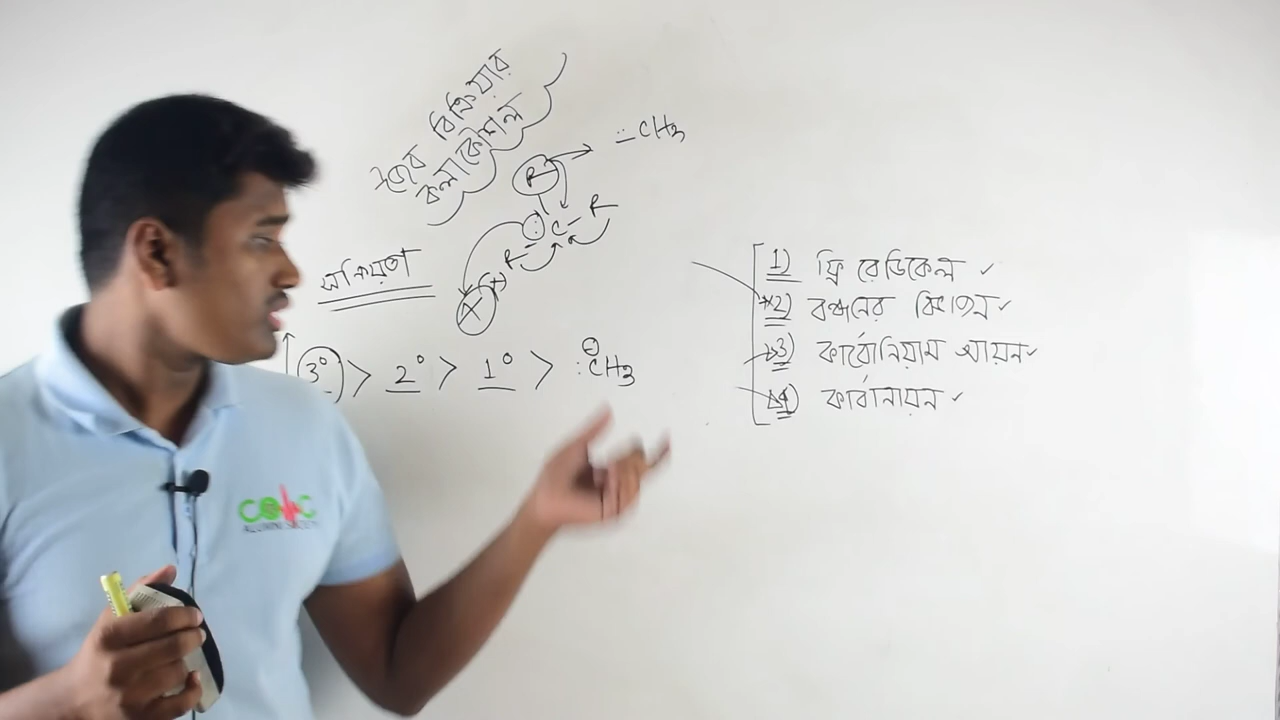 জৈব বিক্রিয়ার
কলাকৌশল
R → :CH3
: C - R
R
X (+)
সক্রিয়তা
3° > 2° > 1° > :CH3
1) ফ্রি রেডিকেল ✓
2) বন্ধনের বিভাজন ✓
3) কার্বোনিয়াম আয়ন ✓
4) কার্বানায়ন ✓